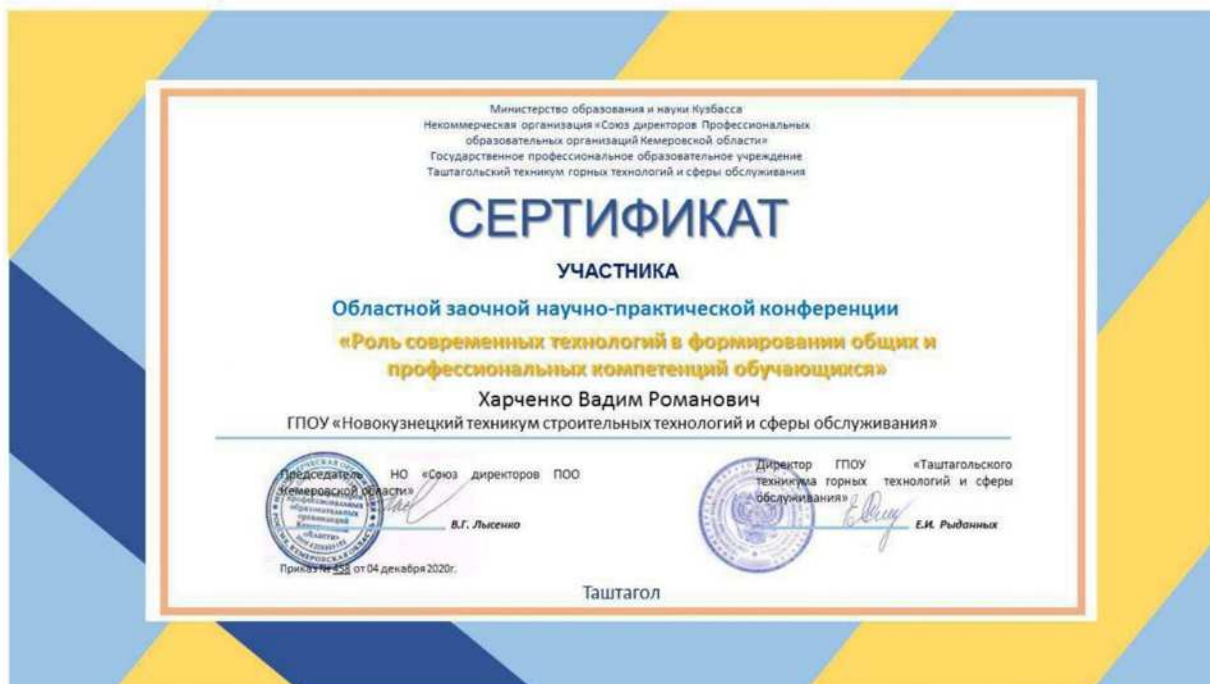 Министерство образования и науки Кузбасса
Некоммерческая организация «Союз директоров Профессиональных
образовательных организаций Кемеровской области»
Государственное профессиональное образовательное учреждение
Таштагольский техникум горных технологий и сферы обслуживания
СЕРТИФИКАТ
УЧАСТНИКА
Областной заочной научно-практической конференции
«Роль современных технологий в формировании общих и
профессиональных компетенций обучающихся»
Харченко Вадим Романович
ГПОУ «Новокузнецкий техникум строительных технологий и сферы обслуживания»
Председатель НО «Союз директоров ПОО
Кемеровской области»
В.Г. Лысенко
Приказ № 458 от 04 декабря 2020г.
Директор ГПОУ «Таштагольского
техникума горных технологий и сферы
обслуживания»
Е.И. Рыданных
Таштагол